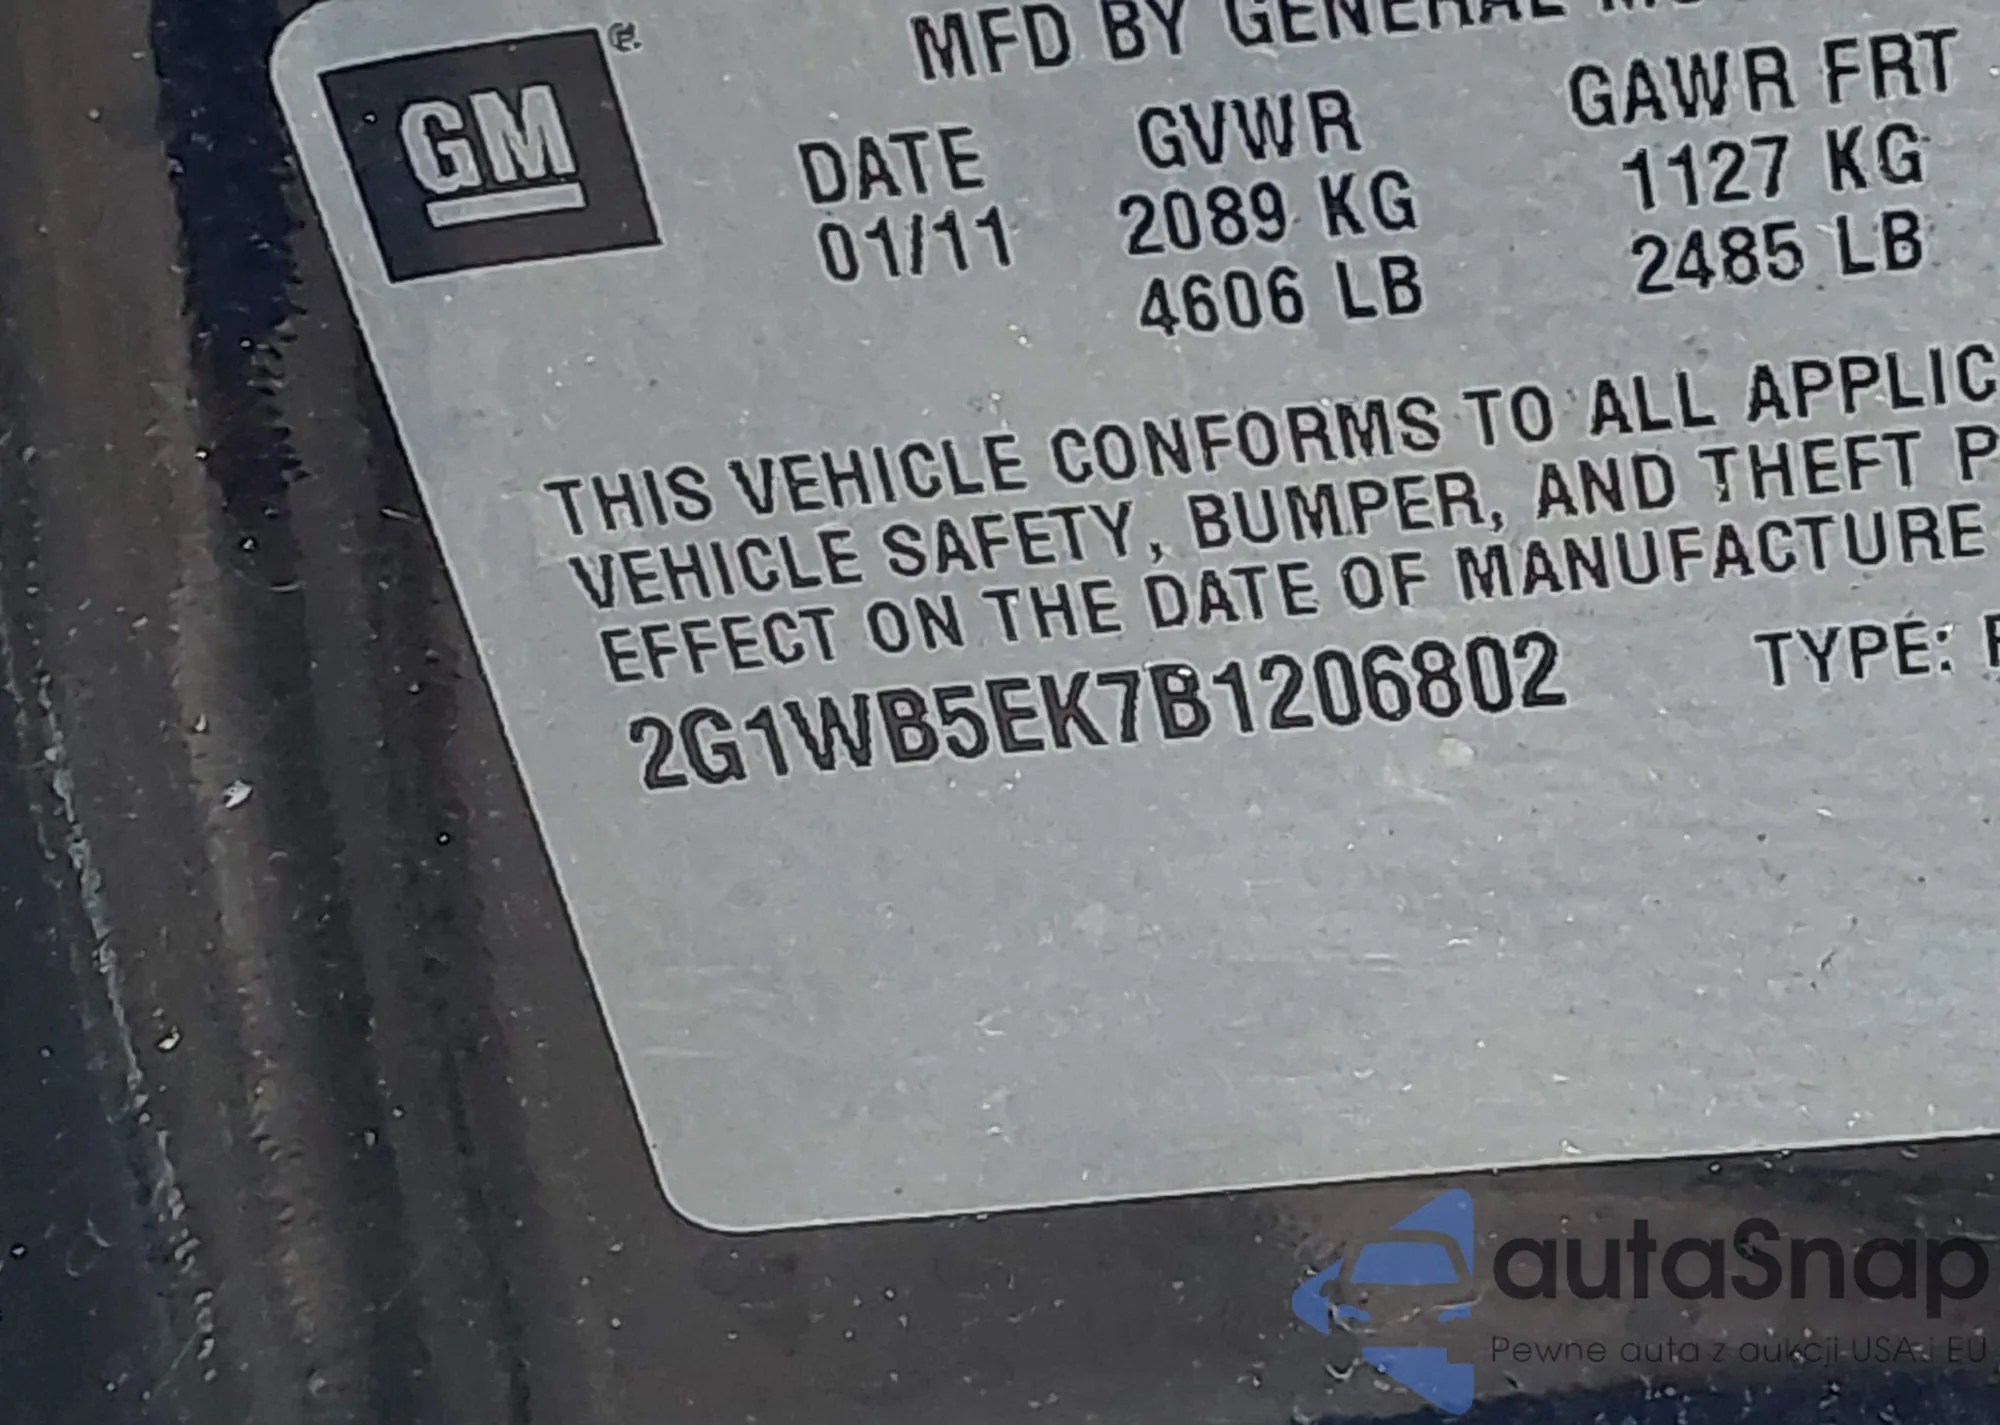 GM
MFD BY GENERAL
DATE GVWR GAWR FRT
01/11 2089 KG 1127 KG
4606 LB 2485 LB
THIS VEHICLE CONFORMS TO ALL APPLIC
VEHICLE SAFETY, BUMPER, AND THEFT P
EFFECT ON THE DATE OF MANUFACTURE
2G1WB5EK7B1206802 TYPE:
autaSnap
Pewne auta z aukcji USA i EU